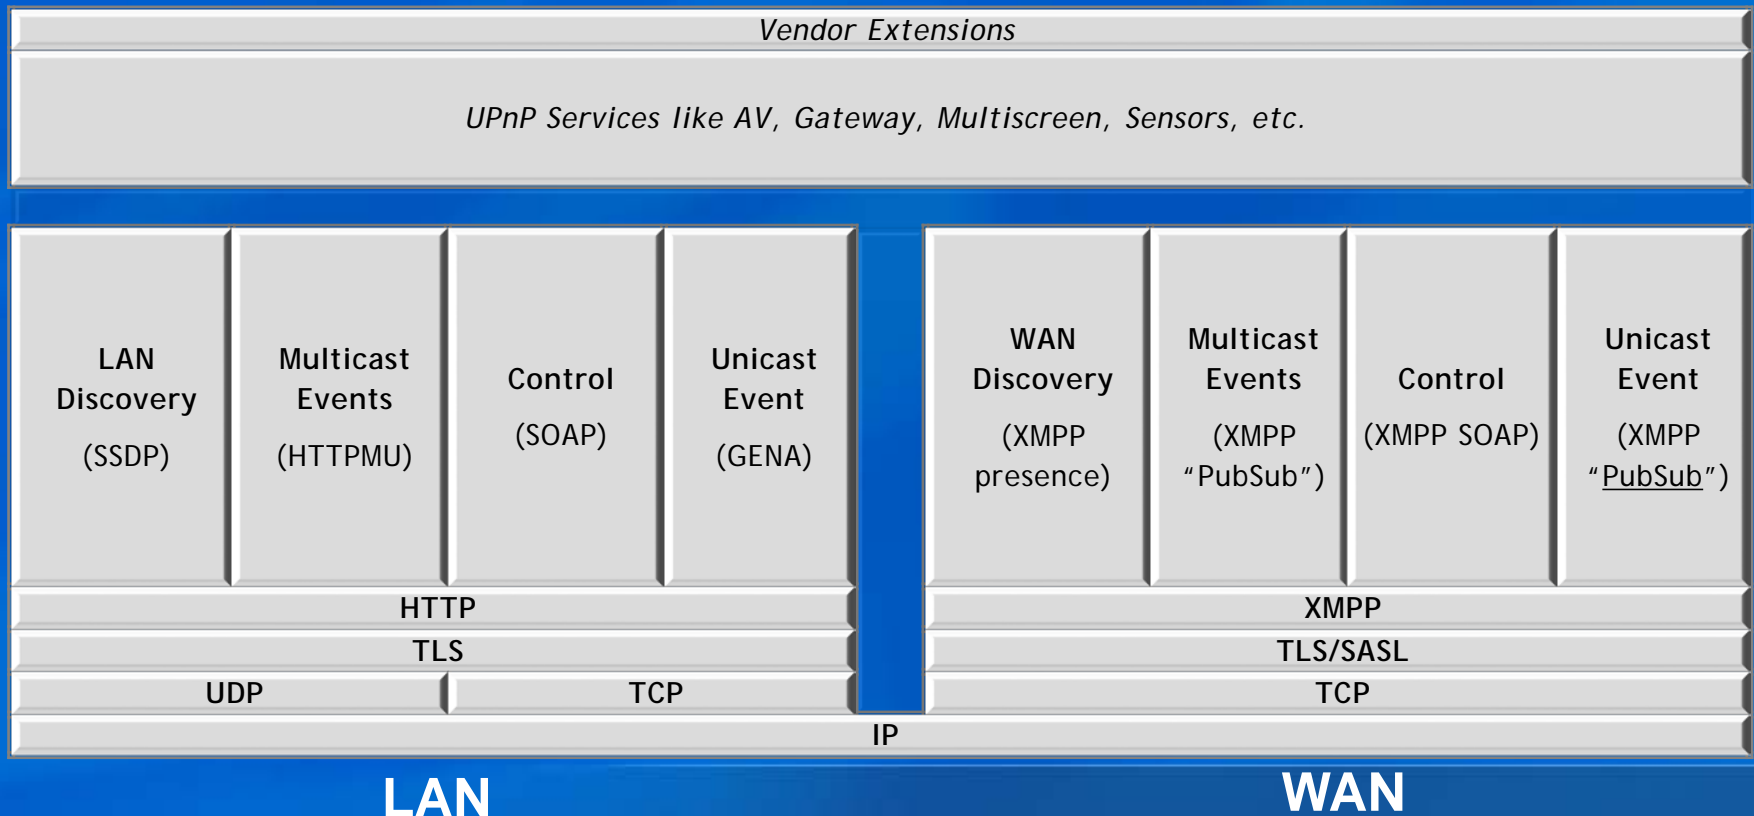 Vendor Extensions
UPnP Services like AV, Gateway, Multiscreen, Sensors, etc.
LAN
Discovery
(SSDP)
Multicast
Events
(HTTPMU)
Control
(SOAP)
Unicast
Event
(GENA)
HTTP
TLS
UDP
TCP
WAN
Discovery
(XMPP
presence)
Multicast
Events
(XMPP
“PubSub”)
Control
(XMPP SOAP)
Unicast
Event
(XMPP
“PubSub”)
XMPP
TLS/SASL
TCP
IP
LAN
WAN